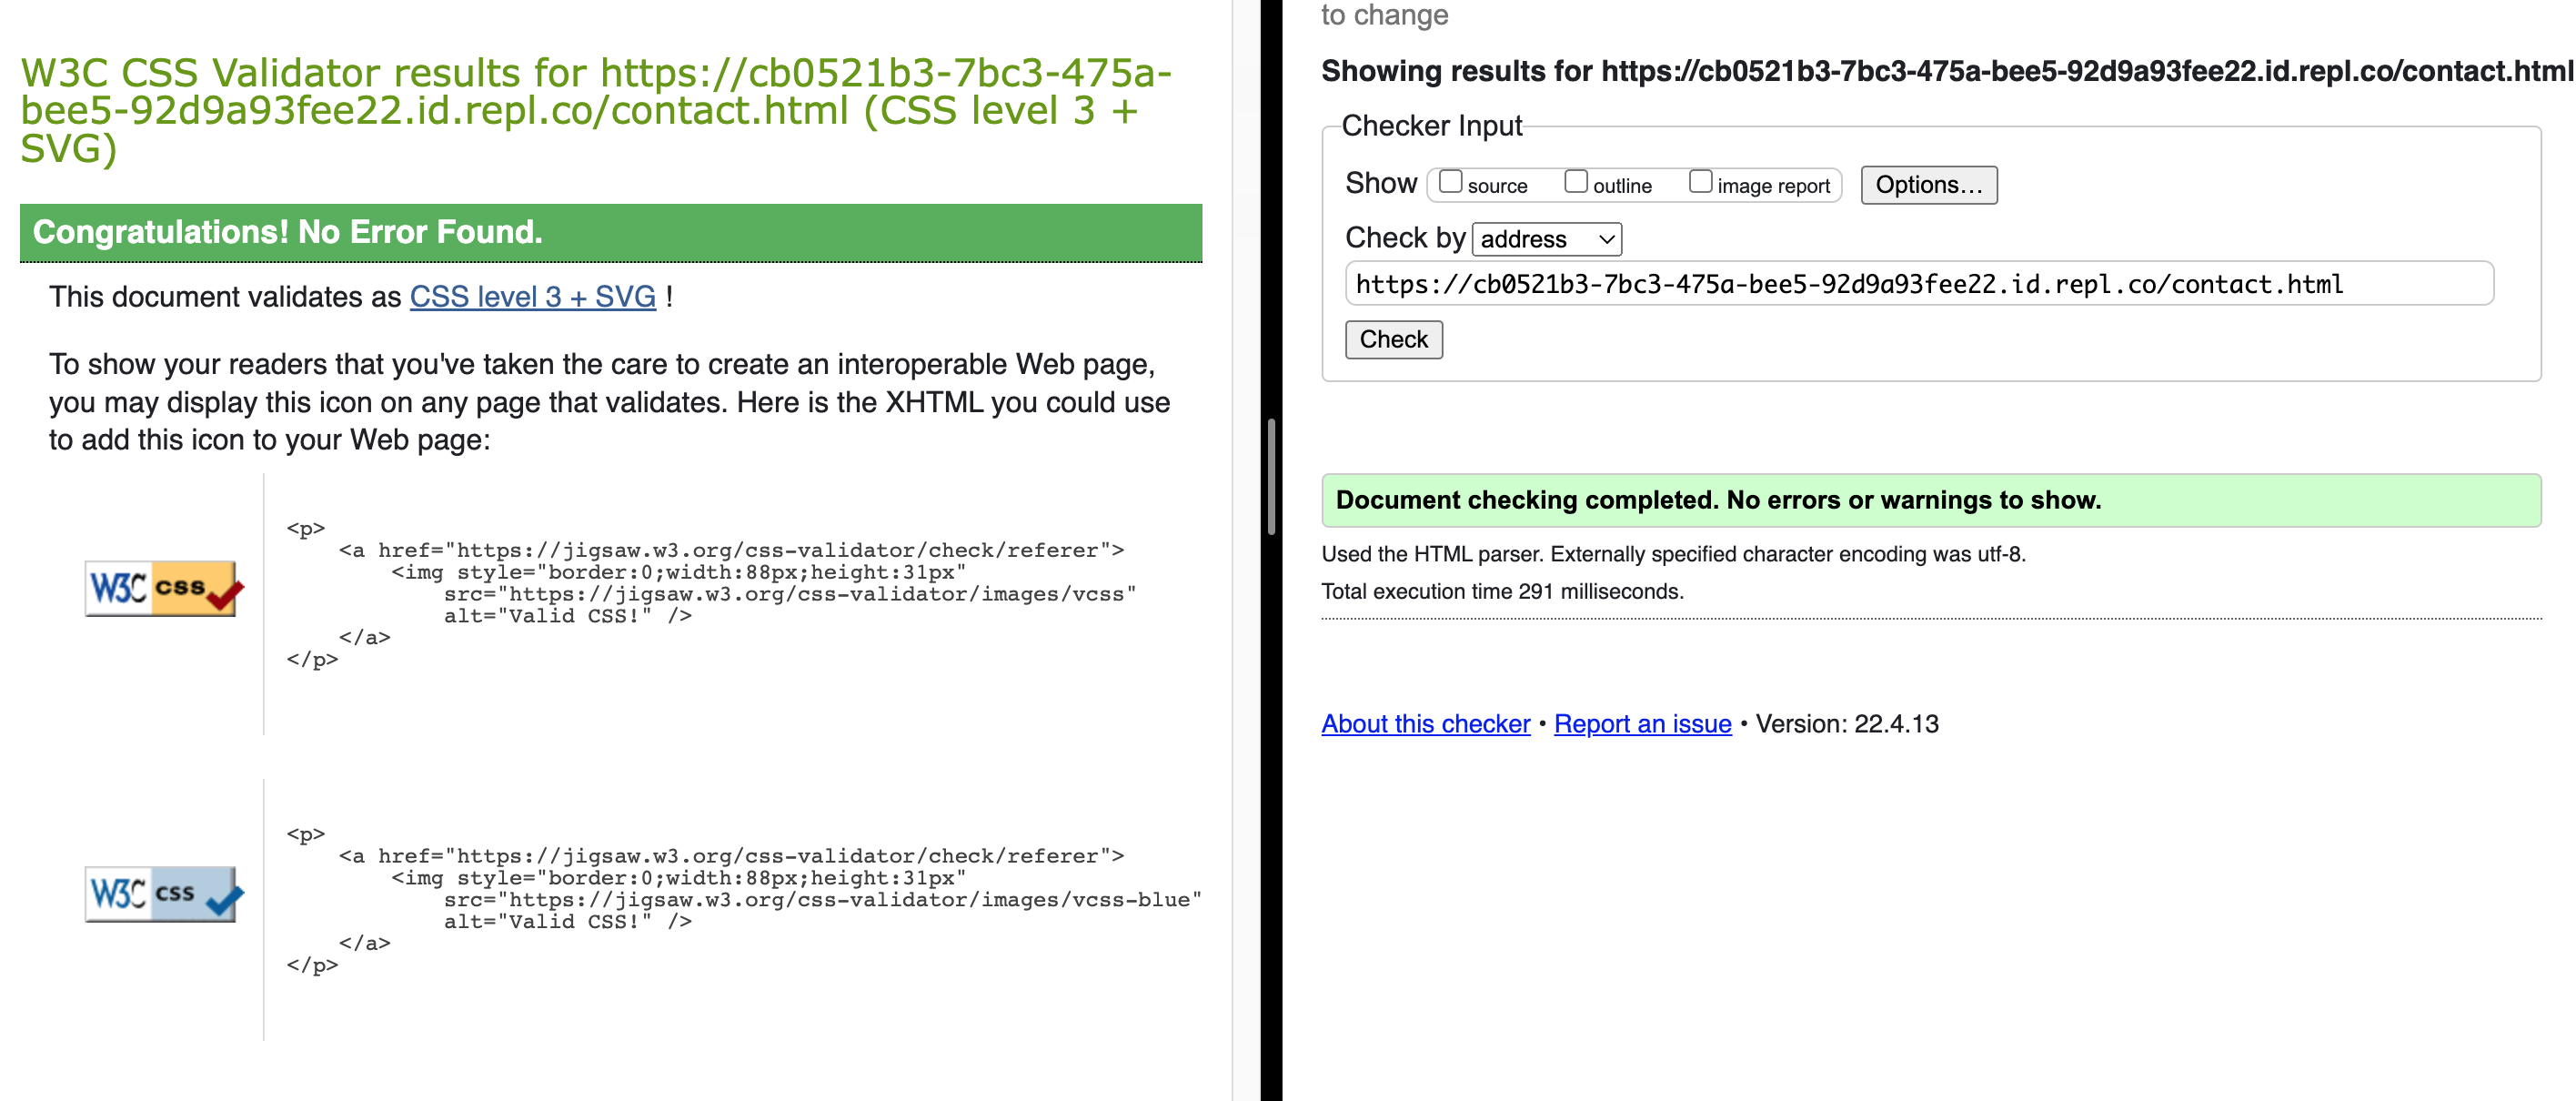 W3C CSS Validator results for https://cb0521b3-7bc3-475a-
bee5-92d9a93fee22.id.repl.co/contact.html (CSS level 3 +
SVG)
Congratulations! No Error Found.
This document validates as CSS level 3 + SVG !
To show your readers that you've taken the care to create an interoperable Web page,
you may display this icon on any page that validates. Here is the XHTML you could use
to add this icon to your Web page:
W3C css
<p>
    <a href="https://jigsaw.w3.org/css-validator/check/referer">
        <img style="border:0;width:88px;height:31px"
            src="https://jigsaw.w3.org/css-validator/images/vcss"
            alt="Valid CSS!" />
    </a>
</p>
W3C css
<p>
    <a href="https://jigsaw.w3.org/css-validator/check/referer">
        <img style="border:0;width:88px;height:31px"
            src="https://jigsaw.w3.org/css-validator/images/vcss-blue"
            alt="Valid CSS!" />
    </a>
</p>
to change
Showing results for https://cb0521b3-7bc3-475a-bee5-92d9a93fee22.id.repl.co/contact.html
Checker Input
Show source outline image report Options...
Check by address
https://cb0521b3-7bc3-475a-bee5-92d9a93fee22.id.repl.co/contact.html
Check
Document checking completed. No errors or warnings to show.
Used the HTML parser. Externally specified character encoding was utf-8.
Total execution time 291 milliseconds.
About this checker • Report an issue • Version: 22.4.13